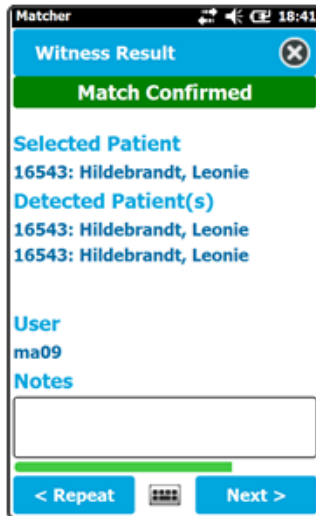 Matcher 18:41
Witness Result
Match Confirmed
Selected Patient
16543: Hildebrandt, Leonie
Detected Patient(s)
16543: Hildebrandt, Leonie
16543: Hildebrandt, Leonie
User
ma09
Notes
< Repeat Next >